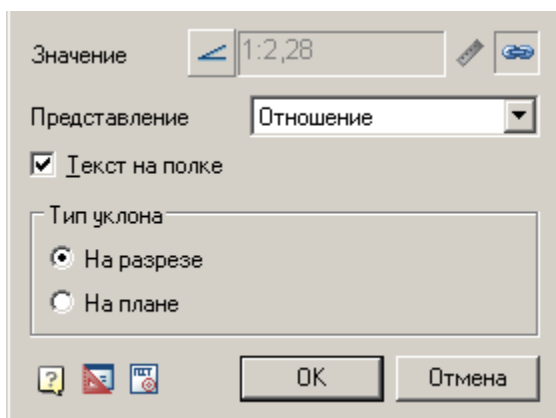 Значение 1:2,28
Представление Отношение
Текст на полке
Тип уклона
На разрезе
На плане
OK Отмена